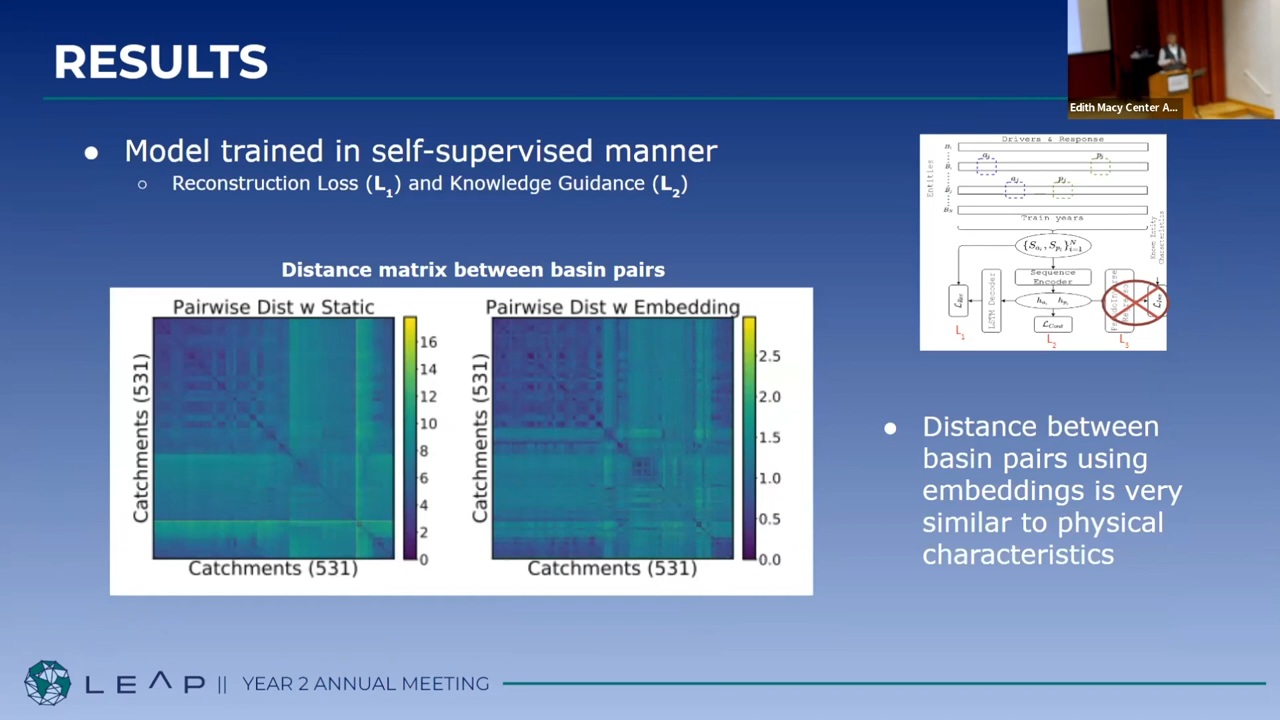 RESULTS
Edith Macy Center A...
● Model trained in self-supervised manner
○ Reconstruction Loss (L1) and Knowledge Guidance (L2)
Distance matrix between basin pairs
Pairwise Dist w Static
Catchments (531)
Catchments (531)
16
14
12
10
8
6
4
2
0
Pairwise Dist w Embedding
Catchments (531)
Catchments (531)
2.5
2.0
1.5
1.0
0.5
0.0
Drivers & Response
Entities
Train years
Known Entity
Characteristics
Sequence
Encoder
LSTM Decoder
L1
L2
L3
● Distance between
basin pairs using
embeddings is very
similar to physical
characteristics
LEAP || YEAR 2 ANNUAL MEETING